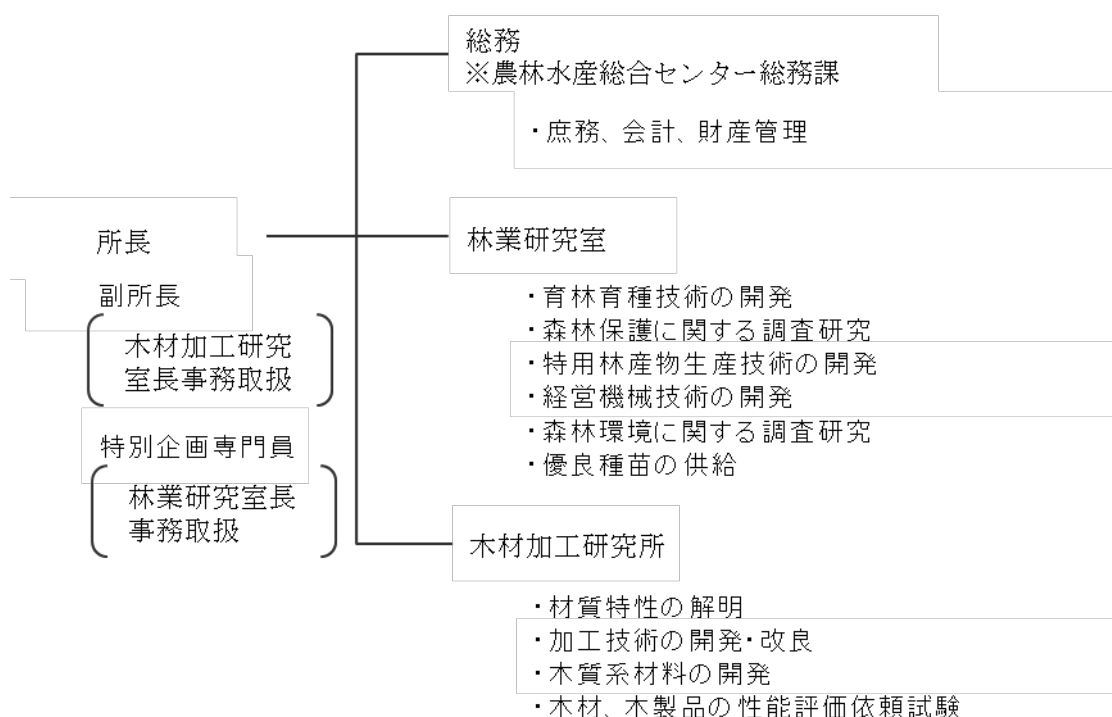 所長
副所長
木材加工研究
室長事務取扱
特別企画専門員
林業研究室長
事務取扱
総務
※農林水産総合センター総務課
・庶務、会計、財産管理
林業研究室
・育林育種技術の開発
・森林保護に関する調査研究
・特用林産物生産技術の開発
・経営機械技術の開発
・森林環境に関する調査研究
・優良種苗の供給
木材加工研究所
・材質特性の解明
・加工技術の開発・改良
・木質系材料の開発
・木材、木製品の性能評価依頼試験